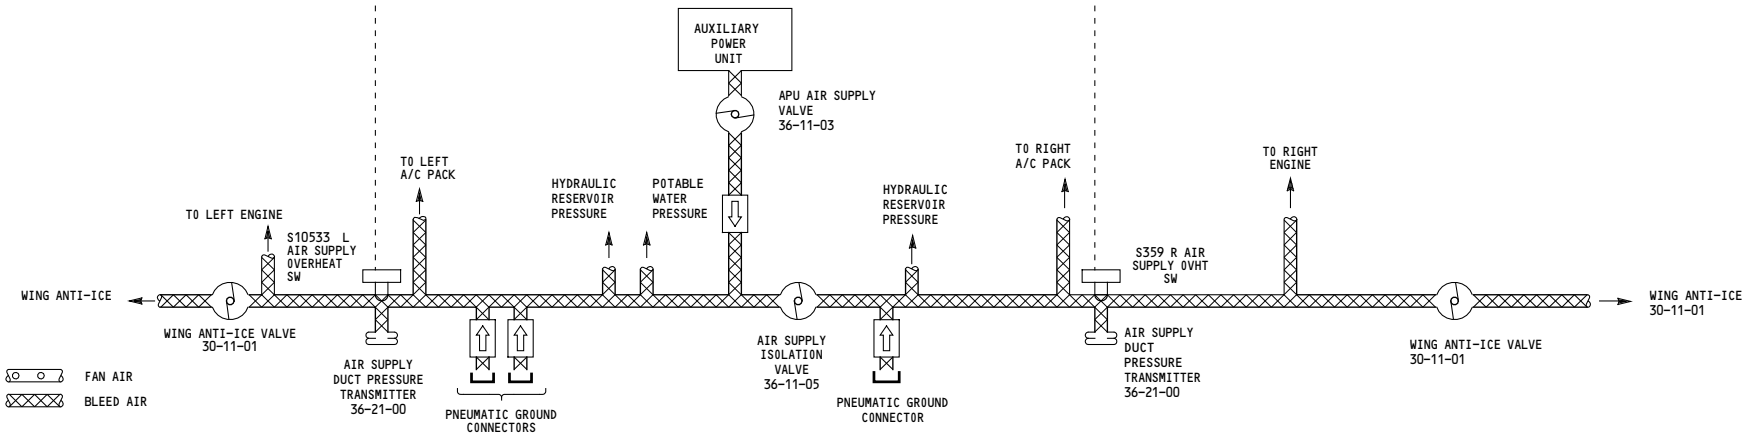 AUXILIARY
POWER
UNIT
APU AIR SUPPLY
VALVE
36-11-03
TO LEFT
A/C PACK
TO RIGHT
A/C PACK
TO RIGHT
ENGINE
HYDRAULIC
RESERVOIR
PRESSURE
POTABLE
WATER
PRESSURE
HYDRAULIC
RESERVOIR
PRESSURE
TO LEFT ENGINE
S10533 L
AIR SUPPLY
OVERHEAT
SW
S359 R AIR
SUPPLY OVHT
SW
WING ANTI-ICE
WING ANTI-ICE
30-11-01
WING ANTI-ICE VALVE
30-11-01
AIR SUPPLY
DUCT PRESSURE
TRANSMITTER
36-21-00
PNEUMATIC GROUND
CONNECTORS
AIR SUPPLY
ISOLATION
VALVE
36-11-05
PNEUMATIC GROUND
CONNECTOR
AIR SUPPLY
DUCT
PRESSURE
TRANSMITTER
36-21-00
WING ANTI-ICE VALVE
30-11-01
FAN AIR
BLEED AIR